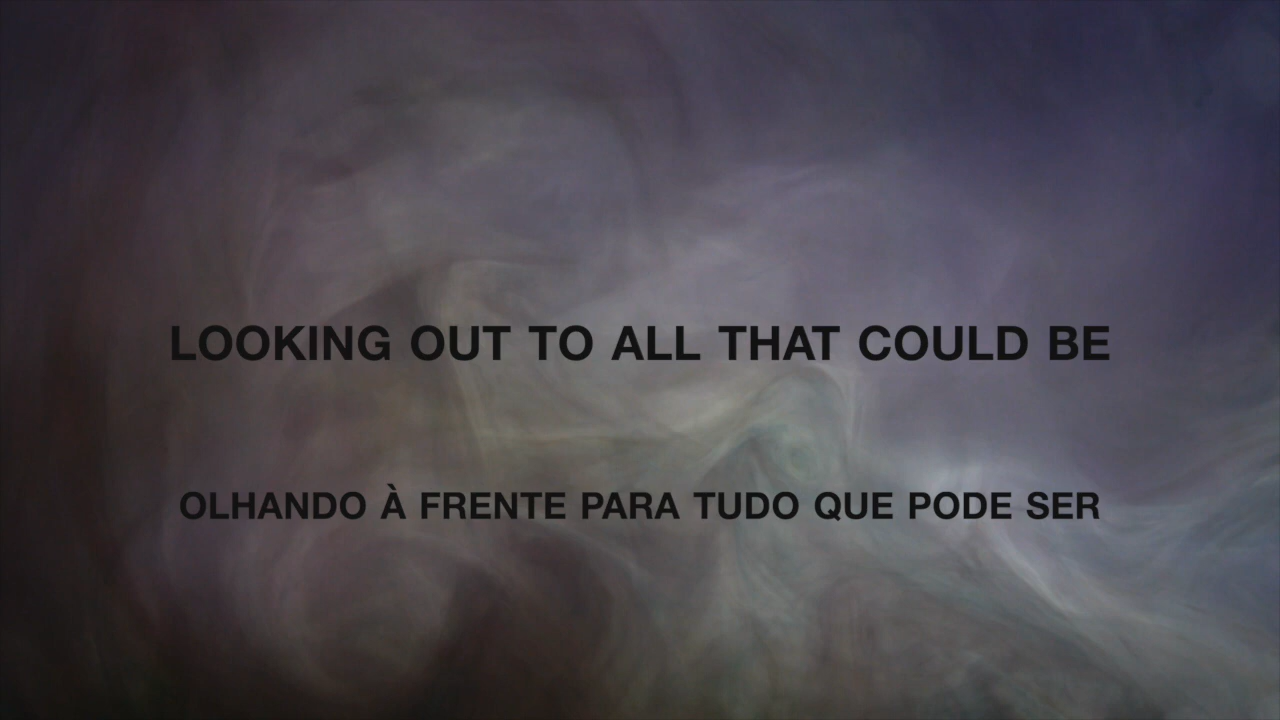 LOOKING OUT TO ALL THAT COULD BE
OLHANDO À FRENTE PARA TUDO QUE PODE SER